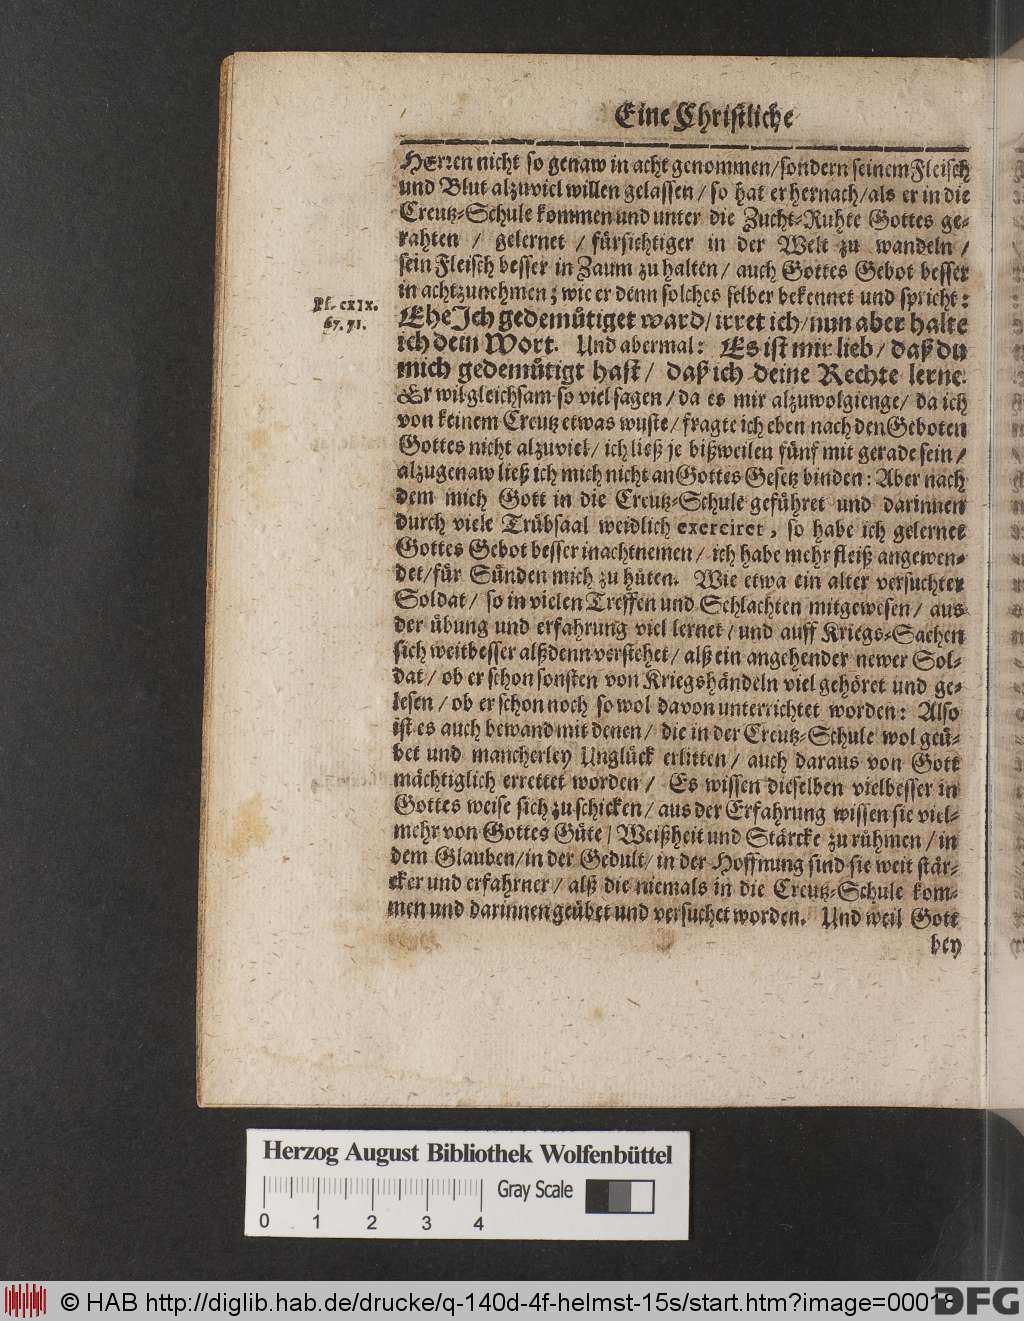 Eine Christliche
HErren nicht so genaw in acht genommen/sondern seinem Fleisch
und Blut alzuviel willen gelassen/ so hat er hernach/als er in die
Creutz-Schule kommen und unter die Zucht-Ruhte Gottes ge-
rahten / gelernet / fürsichtiger in der Welt zu wandeln /
sein Fleisch besser in Zaum zu halten/ auch Gottes Gebot besser
in achtzunehmen; wie er denn solches selber bekennet und spricht:
Ps. cxix.
67. 71.
Ehe Ich gedemütiget ward/ irret ich/ nun aber halte
ich dein Wort. Und abermal: Es ist mir lieb/ daß du
mich gedemütigt hast/ daß ich deine Rechte lerne.
Er wil gleichsam so viel sagen/ da es mir alzuwolgienge/ da ich
von keinem Creutz etwas wuste/ fragte ich eben nach den Geboten
Gottes nicht alzuviel/ ich ließ je bißweilen fünf mit gerade sein/
alzugenaw ließ ich mich nicht an Gottes Gesetz binden: Aber nach
dem mich Gott in die Creutz-Schule geführet und darinnen
durch viele Trübsaal weidlich exerciret, so habe ich gelernet
Gottes Gebot besser inachtnemen/ ich habe mehr fleiß angewen-
det/für Sünden mich zu hüten. Wie etwa ein alter versuchter
Soldat/ so in vielen Treffen und Schlachten mitgewesen/ aus
der übung und erfahrung viel lernet/ und auff Kriegs-Sachen
sich weitbesser alßdenn verstehet/ alß ein angehender newer Sol-
dat/ ob er schon sonsten von Kriegshändeln viel gehöret und ge-
lesen/ ob er schon noch so wol davon unterrichtet worden: Also
ist es auch bewand mit denen/ die in der Creutz-Schule wol geü-
bet und mancherley Unglück erlitten/ auch daraus von Gott
mächtiglich errettet worden/ Es wissen dieselben vielbesser in
Gottes weise sich zu schicken/ aus der Erfahrung wissen sie viel-
mehr von Gottes Güte/ Weißheit und Stärcke zu rühmen/ in
dem Glauben/in der Gedult/ in der Hoffnung sind sie weit stär-
cker und erfahrner/ alß die niemals in die Creutz-Schule kom-
men und darinnen geübet und versuchet worden. Und weil Gott
bey
Herzog August Bibliothek Wolfenbüttel
0 1 2 3 4 Gray Scale
© HAB http://diglib.hab.de/drucke/q-140d-4f-helmst-15s/start.htm?image=00018
DFG